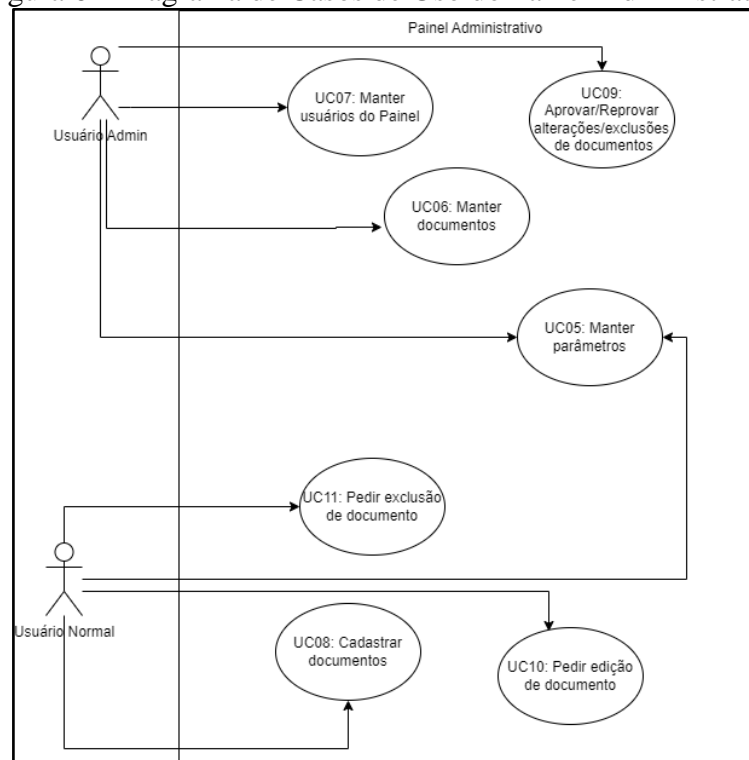 Painel Administrativo
UC07: Manter
usuários do Painel
UC09:
Aprovar/Reprovar
alterações/exclusões
de documentos
Usuário Admin
UC06: Manter
documentos
UC05: Manter
parâmetros
UC11: Pedir exclusão
de documento
Usuário Normal
UC08: Cadastrar
documentos
UC10: Pedir edição
de documento